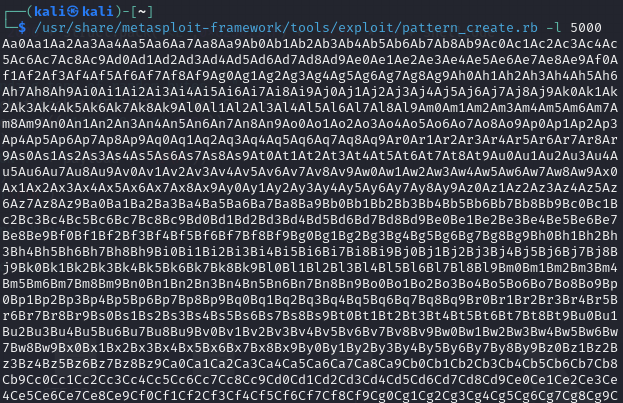 ┌──(kali㉿kali)-[~]
└─$ /usr/share/metasploit-framework/tools/exploit/pattern_create.rb -l 5000
Aa0Aa1Aa2Aa3Aa4Aa5Aa6Aa7Aa8Aa9Ab0Ab1Ab2Ab3Ab4Ab5Ab6Ab7Ab8Ab9Ac0Ac1Ac2Ac3Ac4Ac
5Ac6Ac7Ac8Ac9Ad0Ad1Ad2Ad3Ad4Ad5Ad6Ad7Ad8Ad9Ae0Ae1Ae2Ae3Ae4Ae5Ae6Ae7Ae8Ae9Af0A
f1Af2Af3Af4Af5Af6Af7Af8Af9Ag0Ag1Ag2Ag3Ag4Ag5Ag6Ag7Ag8Ag9Ah0Ah1Ah2Ah3Ah4Ah5Ah6
Ah7Ah8Ah9Ai0Ai1Ai2Ai3Ai4Ai5Ai6Ai7Ai8Ai9Aj0Aj1Aj2Aj3Aj4Aj5Aj6Aj7Aj8Aj9Ak0Ak1Ak
2Ak3Ak4Ak5Ak6Ak7Ak8Ak9Al0Al1Al2Al3Al4Al5Al6Al7Al8Al9Am0Am1Am2Am3Am4Am5Am6Am7A
m8Am9An0An1An2An3An4An5An6An7An8An9Ao0Ao1Ao2Ao3Ao4Ao5Ao6Ao7Ao8Ao9Ap0Ap1Ap2Ap3
Ap4Ap5Ap6Ap7Ap8Ap9Aq0Aq1Aq2Aq3Aq4Aq5Aq6Aq7Aq8Aq9Ar0Ar1Ar2Ar3Ar4Ar5Ar6Ar7Ar8Ar
9As0As1As2As3As4As5As6As7As8As9At0At1At2At3At4At5At6At7At8At9Au0Au1Au2Au3Au4A
u5Au6Au7Au8Au9Av0Av1Av2Av3Av4Av5Av6Av7Av8Av9Aw0Aw1Aw2Aw3Aw4Aw5Aw6Aw7Aw8Aw9Ax0
Ax1Ax2Ax3Ax4Ax5Ax6Ax7Ax8Ax9Ay0Ay1Ay2Ay3Ay4Ay5Ay6Ay7Ay8Ay9Az0Az1Az2Az3Az4Az5Az
6Az7Az8Az9Ba0Ba1Ba2Ba3Ba4Ba5Ba6Ba7Ba8Ba9Bb0Bb1Bb2Bb3Bb4Bb5Bb6Bb7Bb8Bb9Bc0Bc1B
c2Bc3Bc4Bc5Bc6Bc7Bc8Bc9Bd0Bd1Bd2Bd3Bd4Bd5Bd6Bd7Bd8Bd9Be0Be1Be2Be3Be4Be5Be6Be7
Be8Be9Bf0Bf1Bf2Bf3Bf4Bf5Bf6Bf7Bf8Bf9Bg0Bg1Bg2Bg3Bg4Bg5Bg6Bg7Bg8Bg9Bh0Bh1Bh2Bh
3Bh4Bh5Bh6Bh7Bh8Bh9Bi0Bi1Bi2Bi3Bi4Bi5Bi6Bi7Bi8Bi9Bj0Bj1Bj2Bj3Bj4Bj5Bj6Bj7Bj8B
j9Bk0Bk1Bk2Bk3Bk4Bk5Bk6Bk7Bk8Bk9Bl0Bl1Bl2Bl3Bl4Bl5Bl6Bl7Bl8Bl9Bm0Bm1Bm2Bm3Bm4
Bm5Bm6Bm7Bm8Bm9Bn0Bn1Bn2Bn3Bn4Bn5Bn6Bn7Bn8Bn9Bo0Bo1Bo2Bo3Bo4Bo5Bo6Bo7Bo8Bo9Bp
0Bp1Bp2Bp3Bp4Bp5Bp6Bp7Bp8Bp9Bq0Bq1Bq2Bq3Bq4Bq5Bq6Bq7Bq8Bq9Br0Br1Br2Br3Br4Br5B
r6Br7Br8Br9Bs0Bs1Bs2Bs3Bs4Bs5Bs6Bs7Bs8Bs9Bt0Bt1Bt2Bt3Bt4Bt5Bt6Bt7Bt8Bt9Bu0Bu1
Bu2Bu3Bu4Bu5Bu6Bu7Bu8Bu9Bv0Bv1Bv2Bv3Bv4Bv5Bv6Bv7Bv8Bv9Bw0Bw1Bw2Bw3Bw4Bw5Bw6Bw
7Bw8Bw9Bx0Bx1Bx2Bx3Bx4Bx5Bx6Bx7Bx8Bx9By0By1By2By3By4By5By6By7By8By9Bz0Bz1Bz2B
z3Bz4Bz5Bz6Bz7Bz8Bz9Ca0Ca1Ca2Ca3Ca4Ca5Ca6Ca7Ca8Ca9Cb0Cb1Cb2Cb3Cb4Cb5Cb6Cb7Cb8
Cb9Cc0Cc1Cc2Cc3Cc4Cc5Cc6Cc7Cc8Cc9Cd0Cd1Cd2Cd3Cd4Cd5Cd6Cd7Cd8Cd9Ce0Ce1Ce2Ce3Ce
4Ce5Ce6Ce7Ce8Ce9Cf0Cf1Cf2Cf3Cf4Cf5Cf6Cf7Cf8Cf9Cg0Cg1Cg2Cg3Cg4Cg5Cg6Cg7Cg8Cg9C